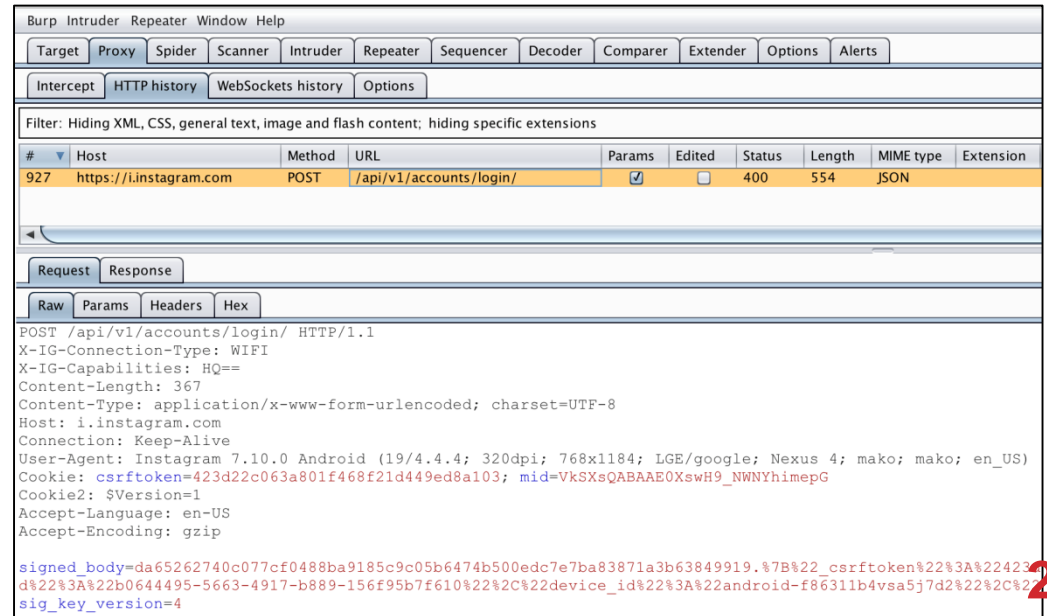 Burp Intruder Repeater Window Help
Target Proxy Spider Scanner Intruder Repeater Sequencer Decoder Comparer Extender Options Alerts
Intercept HTTP history WebSockets history Options
Filter: Hiding XML, CSS, general text, image and flash content; hiding specific extensions
# Host Method URL Params Edited Status Length MIME type Extension
927 https://i.instagram.com POST /api/v1/accounts/login/ 400 554 JSON
Request Response
Raw Params Headers Hex
POST /api/v1/accounts/login/ HTTP/1.1
X-IG-Connection-Type: WIFI
X-IG-Capabilities: HQ==
Content-Length: 367
Content-Type: application/x-www-form-urlencoded; charset=UTF-8
Host: i.instagram.com
Connection: Keep-Alive
User-Agent: Instagram 7.10.0 Android (19/4.4.4; 320dpi; 768x1184; LGE/google; Nexus 4; mako; mako; en_US)
Cookie: csrftoken=423d22c063a801f468f21d449ed8a103; mid=VkSXsQABAAE0XswH9_NWNYhimepG
Cookie2: $Version=1
Accept-Language: en-US
Accept-Encoding: gzip
signed_body=da65262740c077cf0488ba9185c9c05b6474b500edc7e7ba83871a3b63849919.%7B%22_csrftoken%22%3A%22423
d%22%3A%22b0644495-5663-4917-b889-156f95b7f610%22%2C%22device_id%22%3A%22android-f86311b4vsa5j7d2%22%2C%22
sig_key_version=4
2